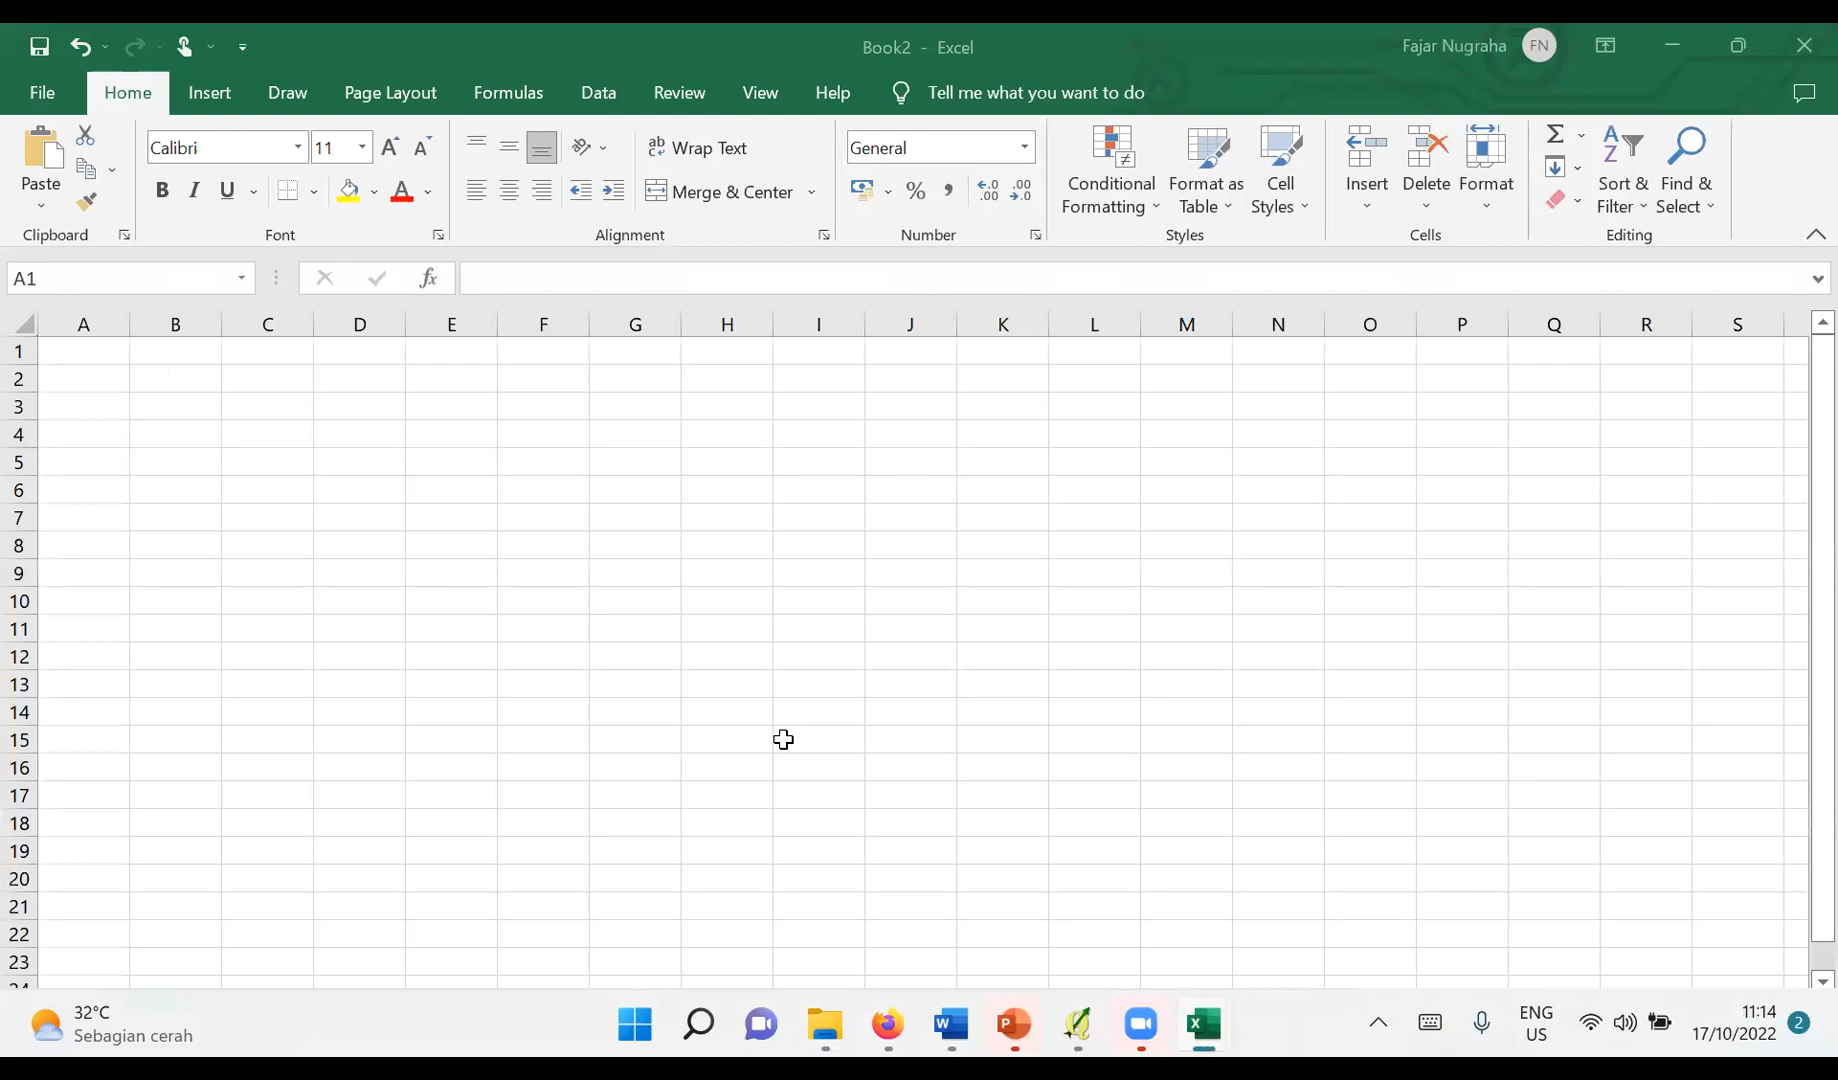 Book2 - Excel
Fajar Nugraha FN
File Home Insert Draw Page Layout Formulas Data Review View Help Tell me what you want to do
Calibri 11 Wrap Text General
Paste B I U Merge & Center % Conditional Formatting Format as Table Cell Styles Insert Delete Format Sort & Filter Find & Select
Clipboard Font Alignment Number Styles Cells Editing
A1 fx
A B C D E F G H I J K L M N O P Q R S
1
2
3
4
5
6
7
8
9
10
11
12
13
14
15
16
17
18
19
20
21
22
23
24
32°C
Sebagian cerah
ENG
US
11:14
17/10/2022
2